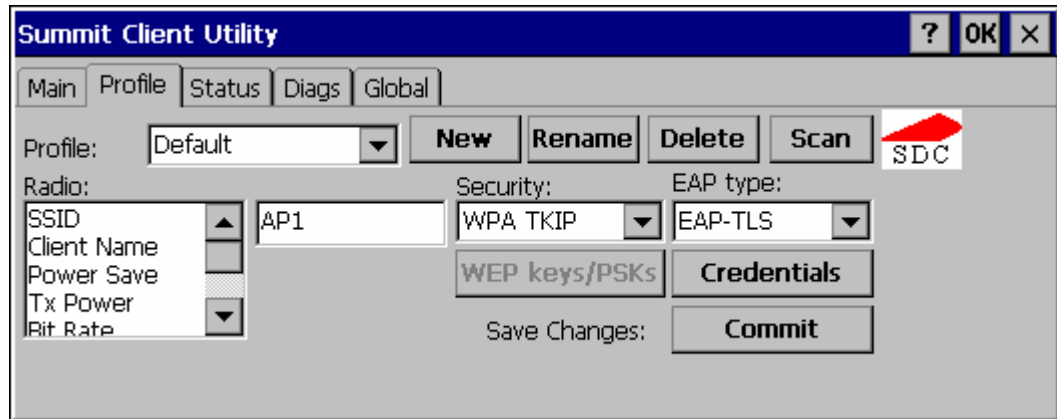 Summit Client Utility ? OK ×
Main Profile Status Diags Global
Profile: Default New Rename Delete Scan SDC
Radio: Security: EAP type:
SSID AP1 WPA TKIP EAP-TLS
Client Name
Power Save WEP keys/PSKs Credentials
Tx Power
Bit Rate Save Changes: Commit